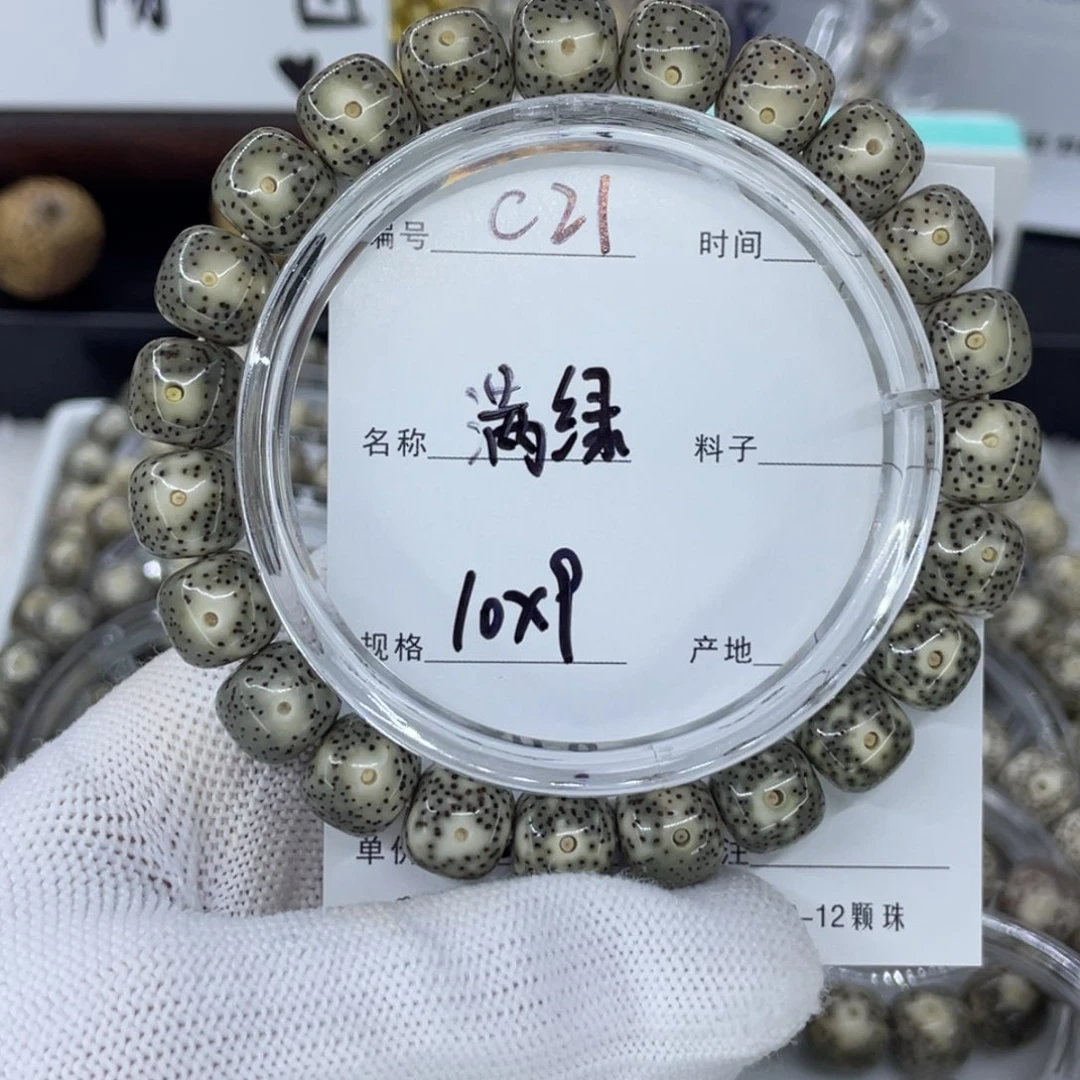 编号 C21 时间
名称 满绿 料子
规格 10x9 产地
单价 注
-12颗珠